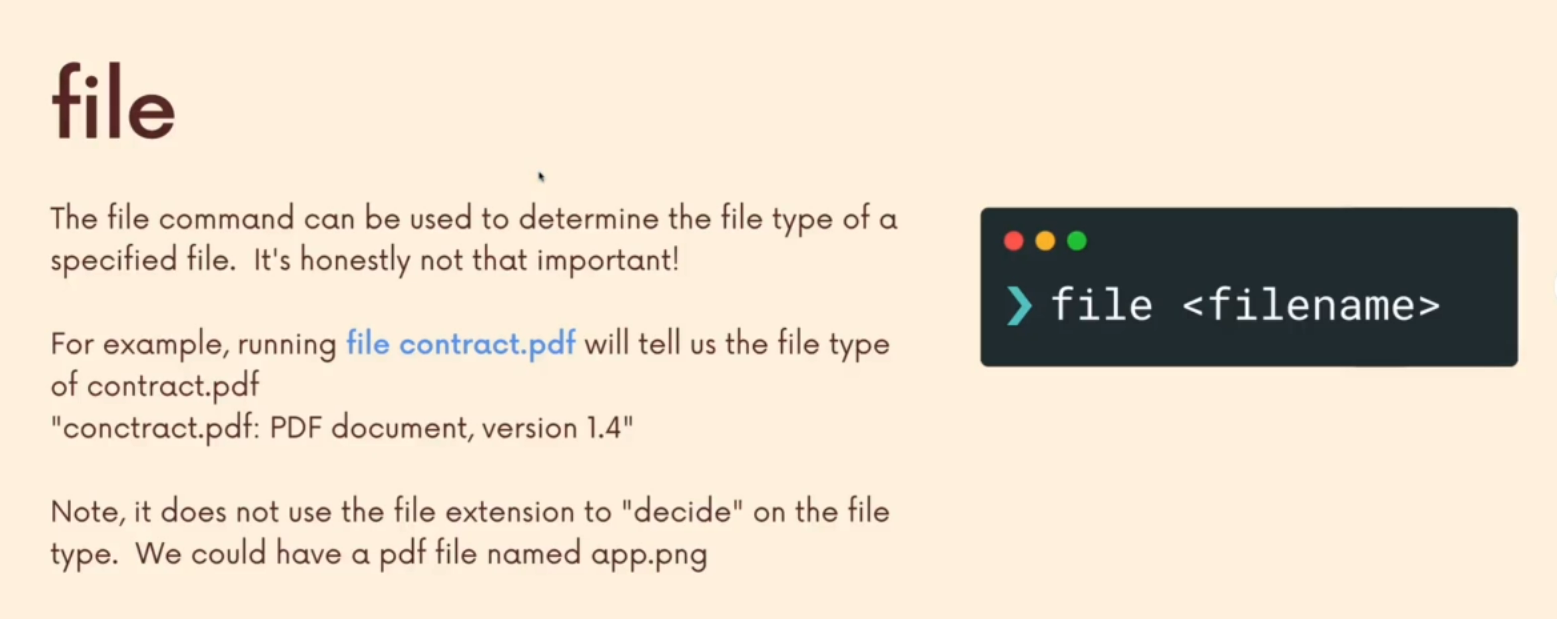 file
The file command can be used to determine the file type of a
specified file.  It's honestly not that important!
For example, running file contract.pdf will tell us the file type
of contract.pdf
"conctract.pdf: PDF document, version 1.4"
Note, it does not use the file extension to "decide" on the file
type.  We could have a pdf file named app.png
❯ file <filename>